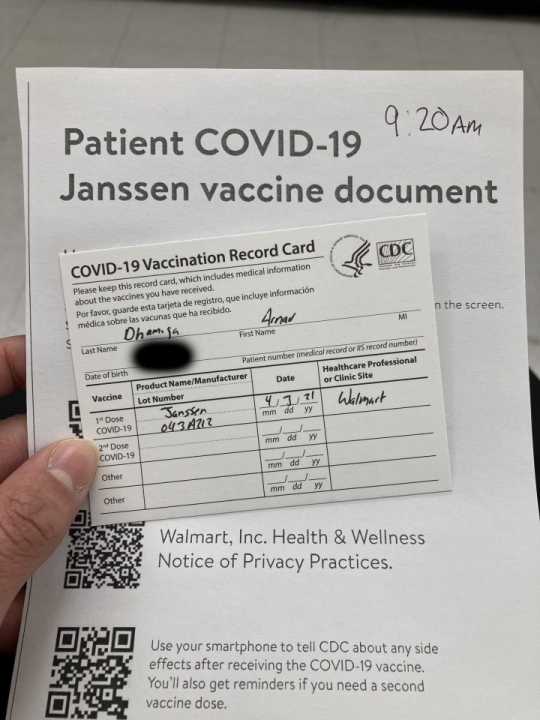 9:20 AM
Patient COVID-19
Janssen vaccine document
COVID-19 Vaccination Record Card
CDC
Please keep this record card, which includes medical information
about the vaccines you have received.
Por favor, guarde esta tarjeta de registro, que incluye información
médica sobre las vacunas que ha recibido.
n the screen.
Arnav
Last Name First Name MI
Date of birth Patient number (medical record or IIS record number)
Vaccine Product Name/Manufacturer Date Healthcare Professional
Lot Number or Clinic Site
1st Dose Janssen 4/3/21 Walmart
COVID-19 043A212 mm dd yy
2nd Dose
COVID-19 mm dd yy
Other mm dd yy
Other mm dd yy
Walmart, Inc. Health & Wellness
Notice of Privacy Practices.
Use your smartphone to tell CDC about any side
effects after receiving the COVID-19 vaccine.
You'll also get reminders if you need a second
vaccine dose.